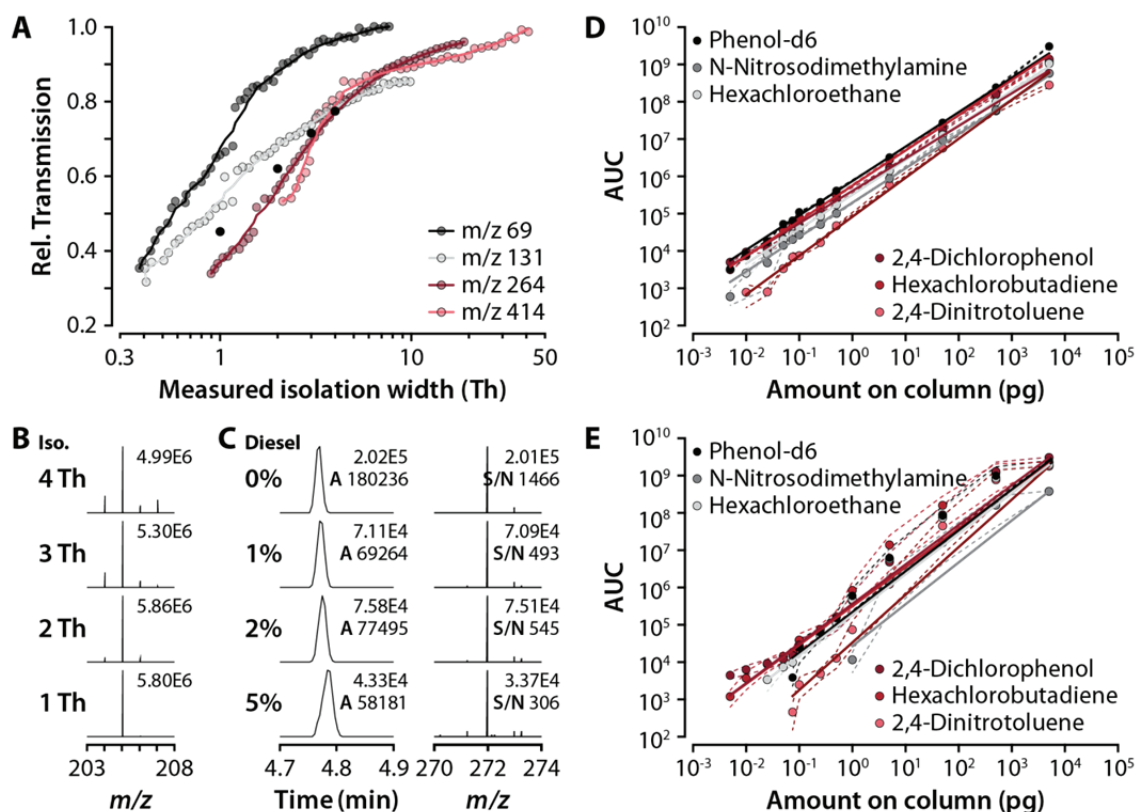 A
Rel. Transmission
1.0
0.8
0.6
0.4
0.2
m/z 69
m/z 131
m/z 264
m/z 414
0.3 1 10 50
Measured isolation width (Th)
D
AUC
10^10
10^9
10^8
10^7
10^6
10^5
10^4
10^3
10^2
Phenol-d6
N-Nitrosodimethylamine
Hexachloroethane
2,4-Dichlorophenol
Hexachlorobutadiene
2,4-Dinitrotoluene
10^-3 10^-2 10^-1 10^0 10^1 10^2 10^3 10^4 10^5
Amount on column (pg)
B Iso.
4 Th 4.99E6
3 Th 5.30E6
2 Th 5.86E6
1 Th 5.80E6
203 208
m/z
C Diesel
0% 2.02E5 2.01E5
A 180236 S/N 1466
1% 7.11E4 7.09E4
A 69264 S/N 493
2% 7.58E4 7.51E4
A 77495 S/N 545
5% 4.33E4 3.37E4
A 58181 S/N 306
4.7 4.8 4.9 270 272 274
Time (min) m/z
E
AUC
10^10
10^9
10^8
10^7
10^6
10^5
10^4
10^3
10^2
Phenol-d6
N-Nitrosodimethylamine
Hexachloroethane
2,4-Dichlorophenol
Hexachlorobutadiene
2,4-Dinitrotoluene
10^-3 10^-2 10^-1 10^0 10^1 10^2 10^3 10^4 10^5
Amount on column (pg)